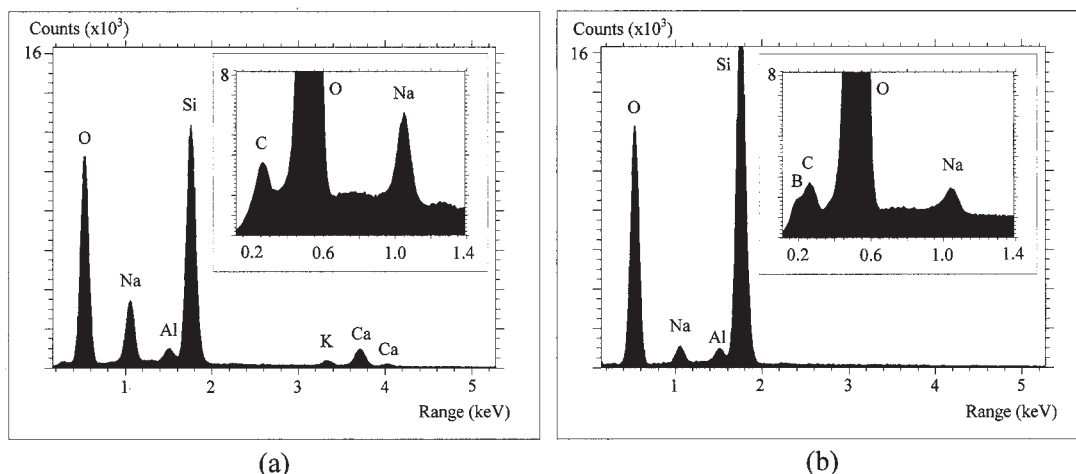 Counts (x10³)
16
O
Na
Al
Si
K
Ca
Ca
1
2
3
4
5
Range (keV)
8
C
O
Na
0.2
0.6
1.0
1.4
(a)
Counts (x10³)
16
O
Na
Al
Si
1
2
3
4
5
Range (keV)
8
B
C
O
Na
0.2
0.6
1.0
1.4
(b)